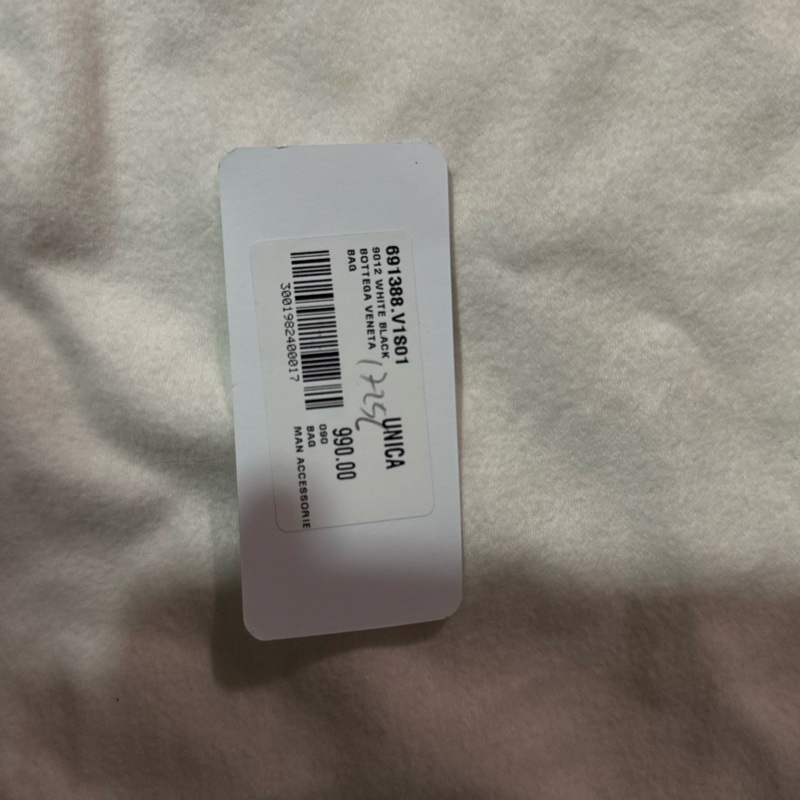 691388.V1S01
UNICA
9012 WHITE BLACK
BOTTEGA VENETA
BAG
990.00
090
BAG
MAN ACCESSORIE
3001982400017